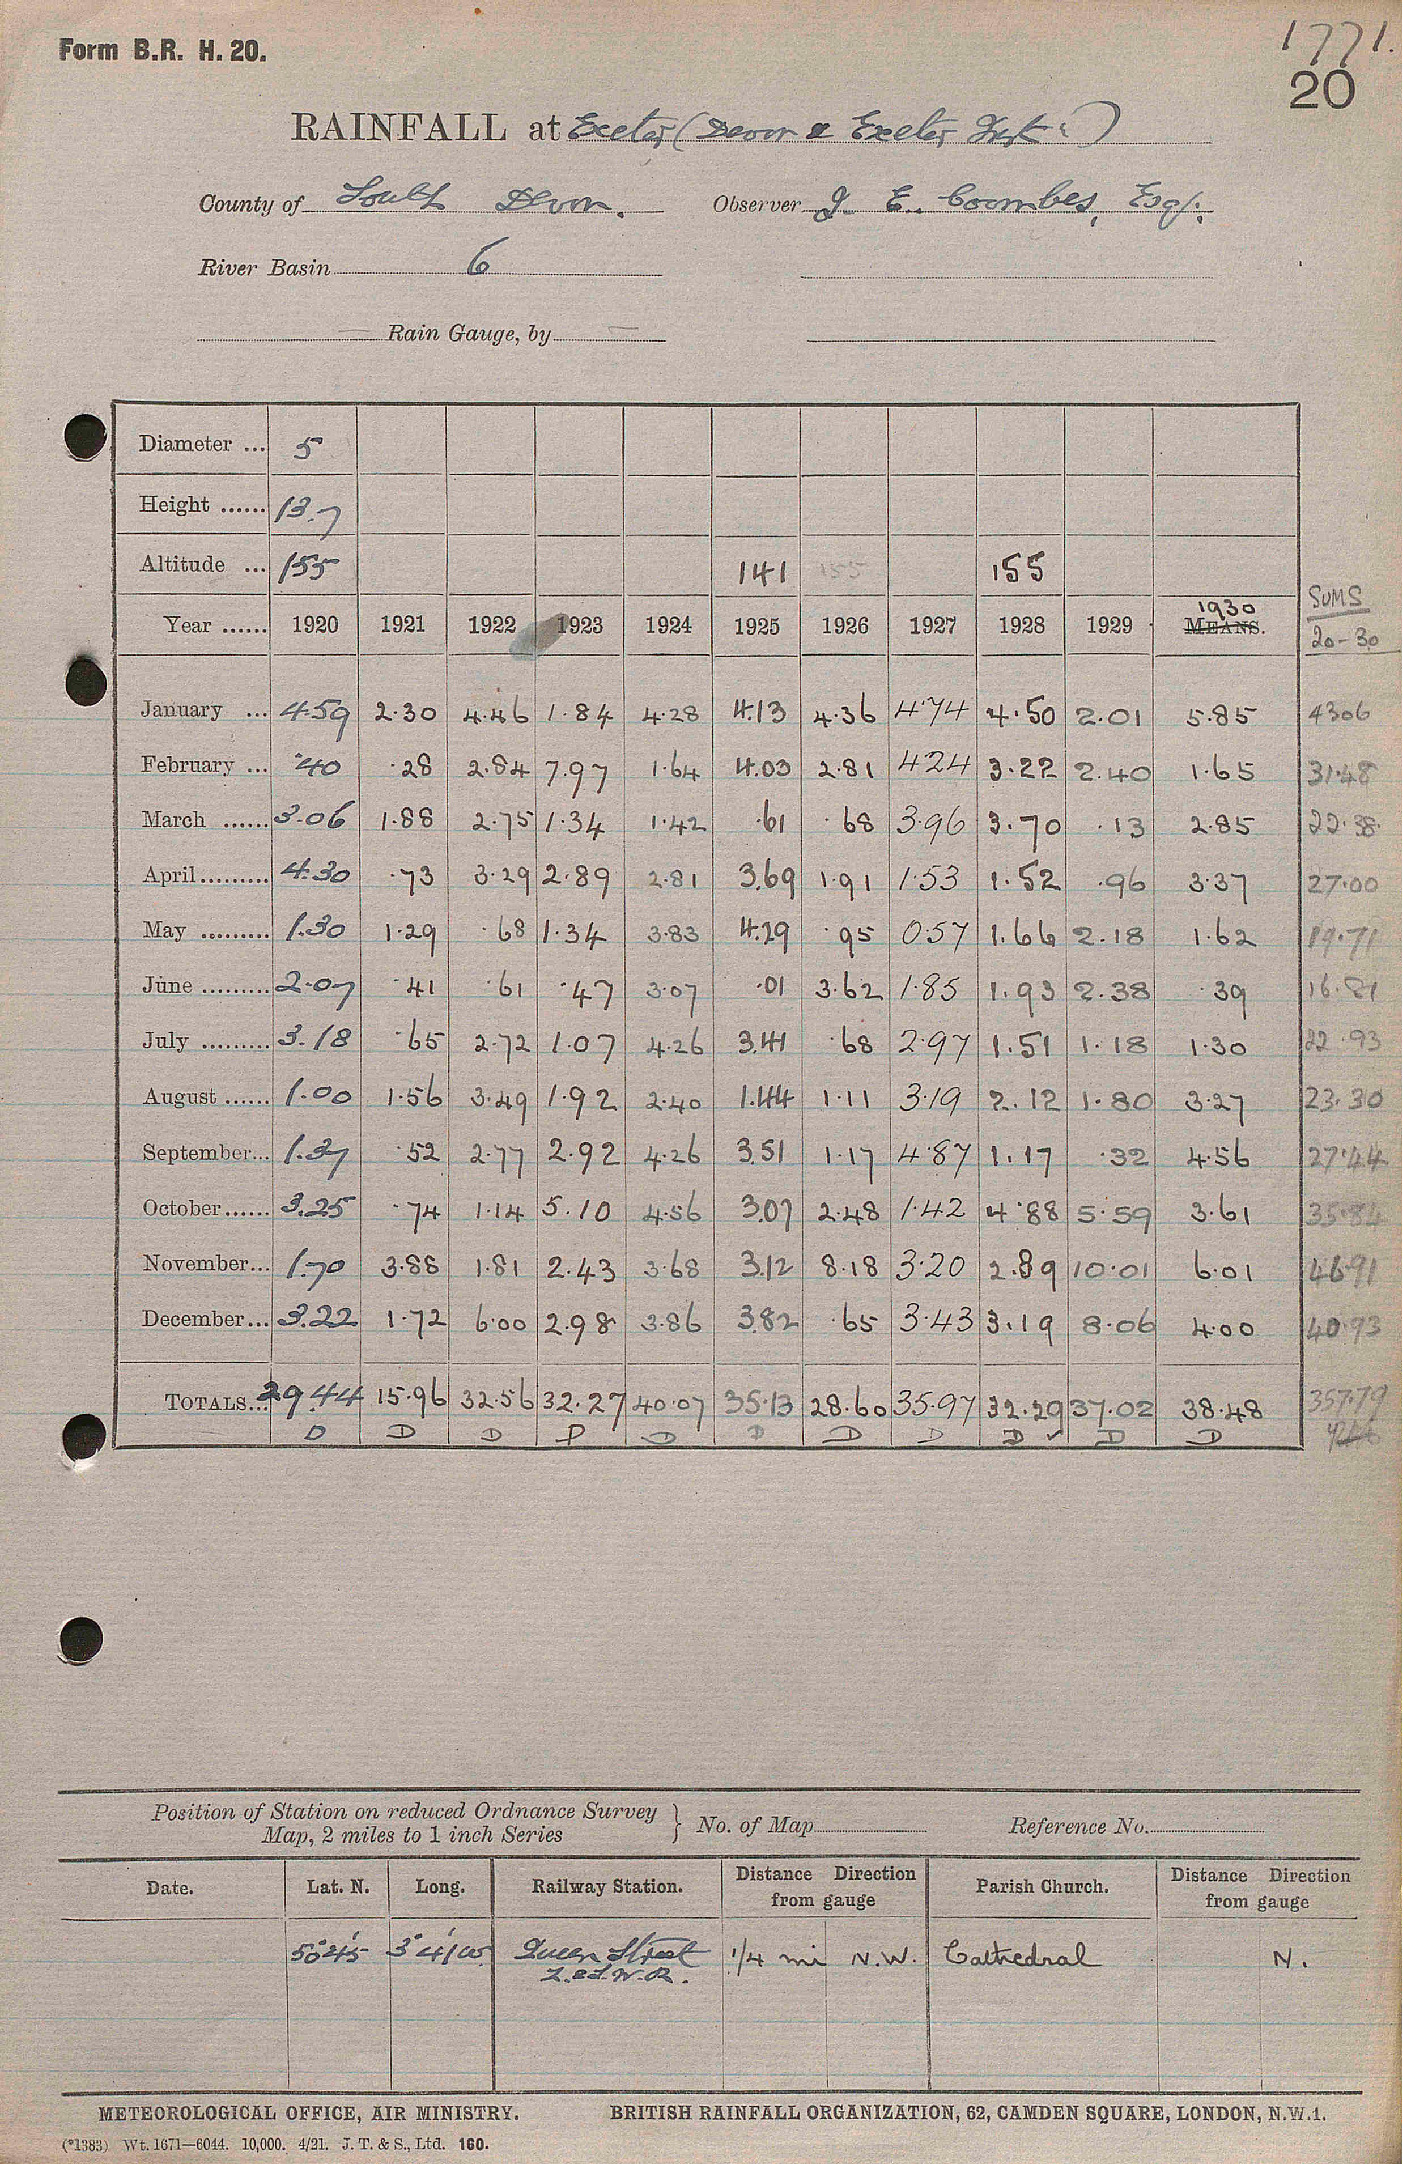 Form B.R. H. 20.
1771.
20
RAINFALL at Exeter (Devon & Exeter Inst:)
County of South Devon. Observer J. E. Coombes, Esq.
River Basin 6
Rain Gauge, by
Diameter ... 5
Height ...... 13.7
Altitude ... 155 141 155 155
SUMS
Year ...... 1920 1921 1922 1923 1924 1925 1926 1927 1928 1929 1930 MEANS. 20-30
January ... 4.59 2.30 4.46 1.84 4.28 4.13 4.36 4.74 4.50 2.01 5.85 4306
February ... .40 .28 2.84 7.97 1.64 4.03 2.81 4.24 3.22 2.40 1.65 31.48
March ...... 3.06 1.88 2.75 1.34 1.42 .61 .68 3.96 3.70 .13 2.85 22.38
April ......... 4.30 .73 3.29 2.89 2.81 3.69 1.91 1.53 1.52 .96 3.37 27.00
May ......... 1.30 1.29 .68 1.34 3.83 4.29 .95 0.57 1.66 2.18 1.62 19.71
June ......... 2.07 .41 .61 .47 3.07 .01 3.62 1.85 1.93 2.38 .39 16.81
July ......... 3.18 .65 2.72 1.07 4.26 3.41 .68 2.97 1.51 1.18 1.30 22.93
August ...... 1.00 1.56 3.49 1.92 2.40 1.44 1.11 3.19 2.12 1.80 3.27 23.30
September... 1.37 .52 2.77 2.92 4.26 3.51 1.17 4.87 1.17 .32 4.56 27.44
October ...... 3.25 .74 1.14 5.10 4.56 3.07 2.48 1.42 4.88 5.59 3.61 35.84
November... 1.70 3.88 1.81 2.43 3.68 3.12 8.18 3.20 2.89 10.01 6.01 46.91
December... 3.22 1.72 6.00 2.98 3.86 3.82 .65 3.43 3.19 8.06 4.00 40.93
TOTALS... 29.44 15.96 32.56 32.27 40.07 35.13 28.60 35.97 32.29 37.02 38.48 357.79
D D D D D D D D D ✓ D D
Position of Station on reduced Ordnance Survey Map, 2 miles to 1 inch Series } No. of Map Reference No.
Date. Lat. N. Long. Railway Station. Distance Direction from gauge Parish Church. Distance Direction from gauge
50°45' 3°41'W Queen Street L. & S. W. R. 1/4 mi N.W. Cathedral N.
METEOROLOGICAL OFFICE, AIR MINISTRY. BRITISH RAINFALL ORGANIZATION, 62, CAMDEN SQUARE, LONDON, N.W.1.
(*1383) Wt. 1671—6044. 10,000. 4/21. J. T. & S., Ltd. 160.